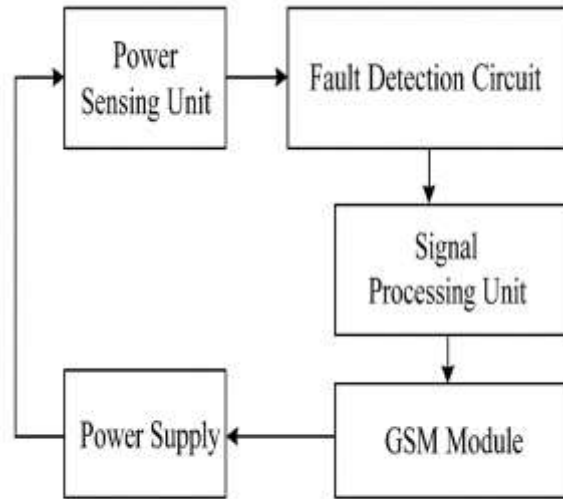 Power
Sensing Unit
Fault Detection Circuit
Signal
Processing Unit
Power Supply
GSM Module